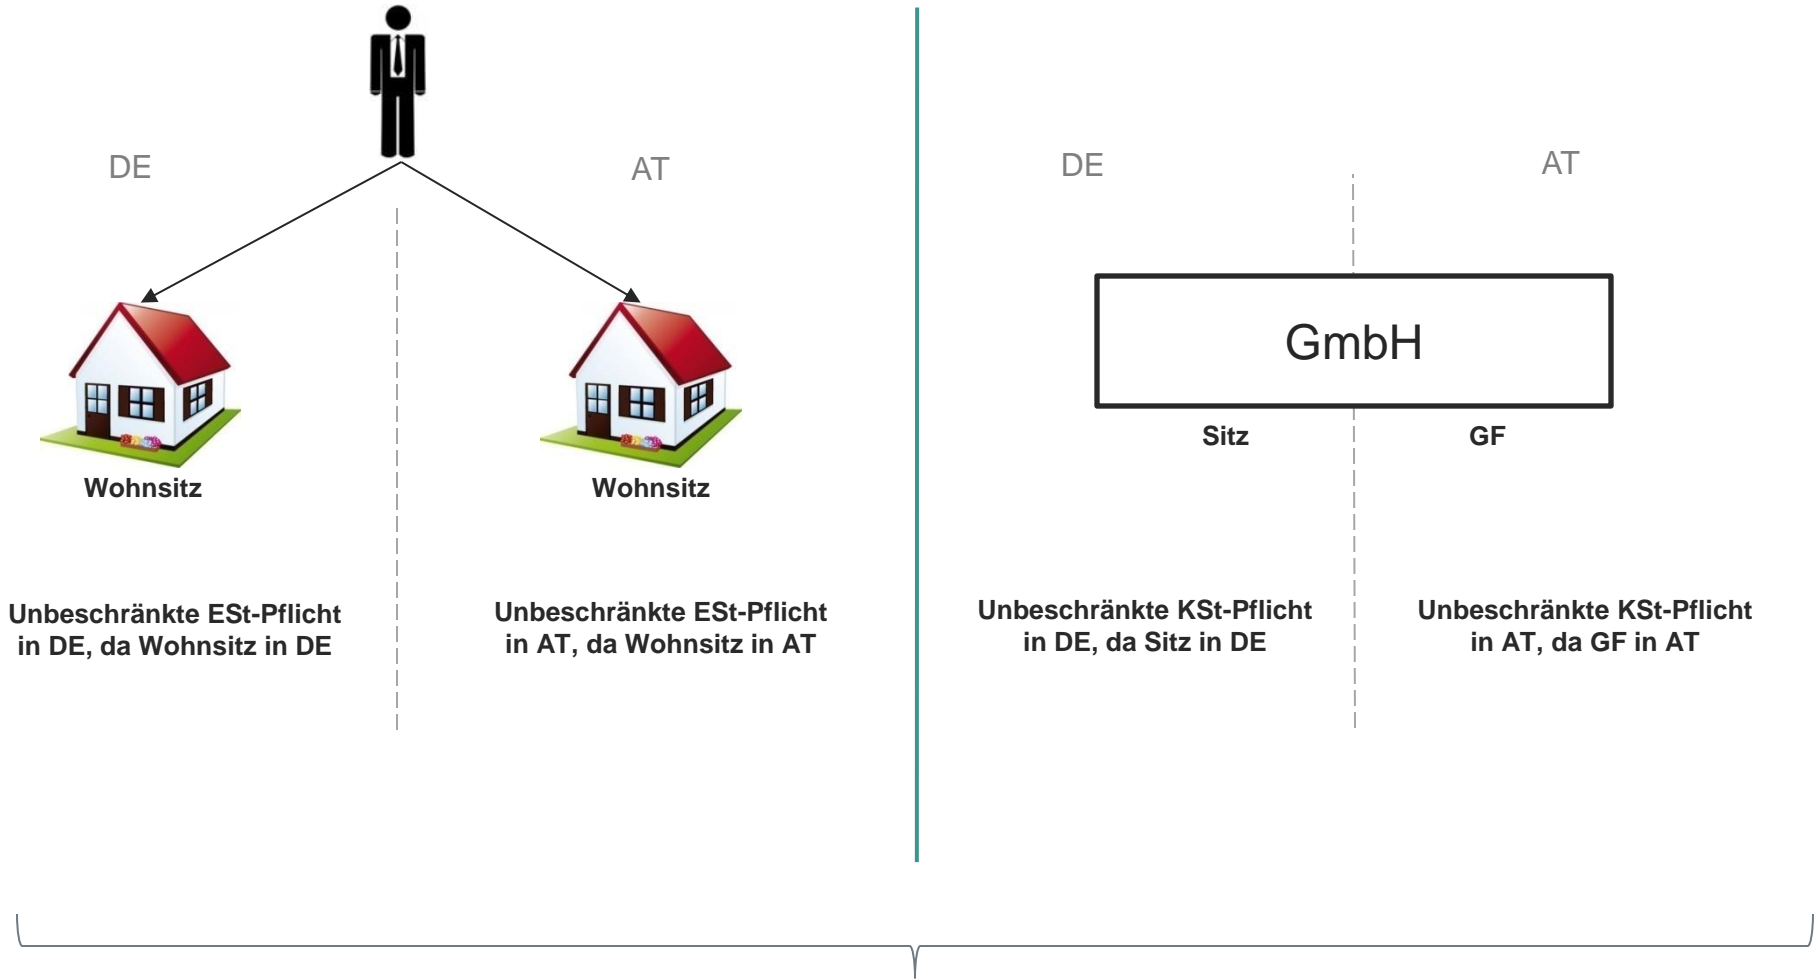 DE
AT
Wohnsitz
Wohnsitz
Unbeschränkte ESt-Pflicht
in DE, da Wohnsitz in DE
Unbeschränkte ESt-Pflicht
in AT, da Wohnsitz in AT
DE
AT
GmbH
Sitz
GF
Unbeschränkte KSt-Pflicht
in DE, da Sitz in DE
Unbeschränkte KSt-Pflicht
in AT, da GF in AT